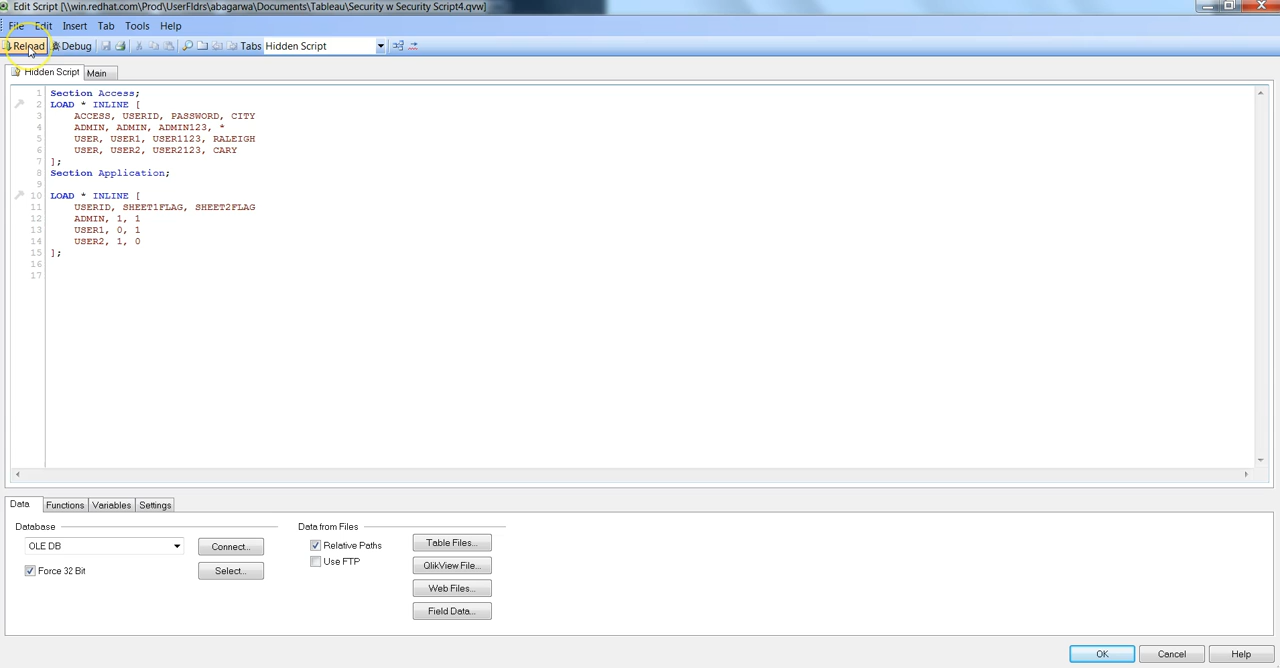 Edit Script [\\win.redhat.com\Prod\UserFldrs\abagarwa\Documents\Tableau\Security w Security Script4.qvw]
File Edit Insert Tab Tools Help
Reload Debug Tabs Hidden Script
Hidden Script Main
1 Section Access;
2 LOAD * INLINE [
3 ACCESS, USERID, PASSWORD, CITY
4 ADMIN, ADMIN, ADMIN123, *
5 USER, USER1, USER1123, RALEIGH
6 USER, USER2, USER2123, CARY
7 ];
8 Section Application;
9
10 LOAD * INLINE [
11 USERID, SHEET1FLAG, SHEET2FLAG
12 ADMIN, 1, 1
13 USER1, 0, 1
14 USER2, 1, 0
15 ];
16
17
Data Functions Variables Settings
Database Data from Files
OLE DB Connect... Relative Paths Table Files...
Use FTP QlikView File...
Force 32 Bit Select... Web Files...
Field Data...
OK Cancel Help